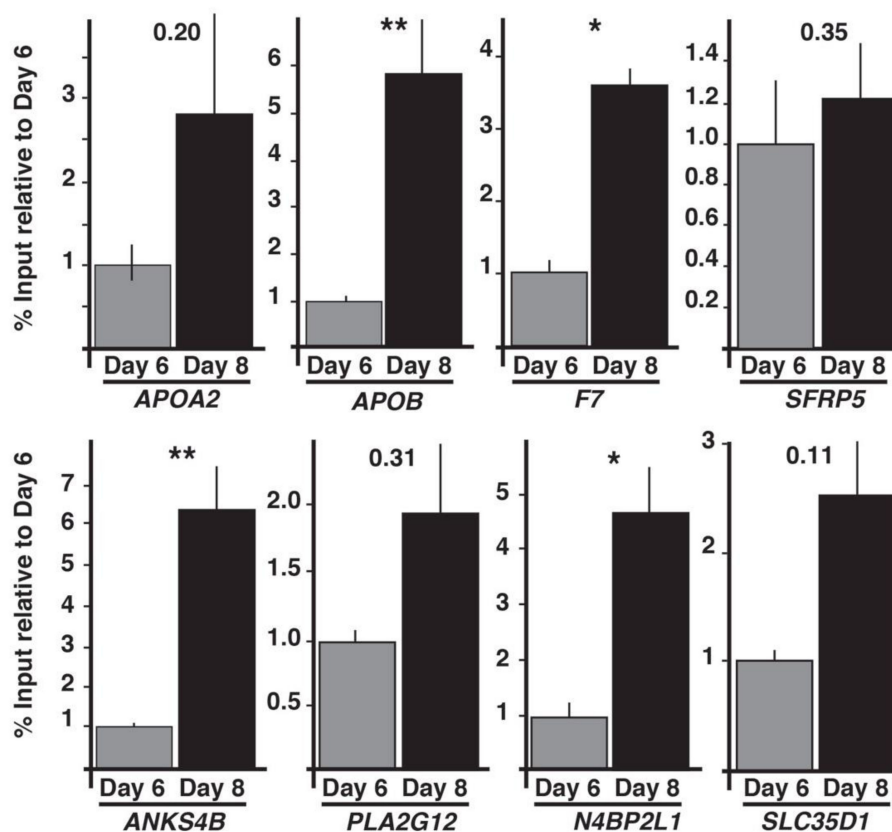 % Input relative to Day 6
0.20
3
2
1
Day 6 Day 8
APOA2
**
6
5
4
3
2
1
Day 6 Day 8
APOB
*
4
3
2
1
Day 6 Day 8
F7
0.35
1.4
1.2
1.0
0.8
0.6
0.4
0.2
Day 6 Day 8
SFRP5
% Input relative to Day 6
**
7
6
5
4
3
2
1
Day 6 Day 8
ANKS4B
0.31
2.0
1.5
1.0
0.5
Day 6 Day 8
PLA2G12
*
5
4
3
2
1
Day 6 Day 8
N4BP2L1
0.11
3
2
1
Day 6 Day 8
SLC35D1